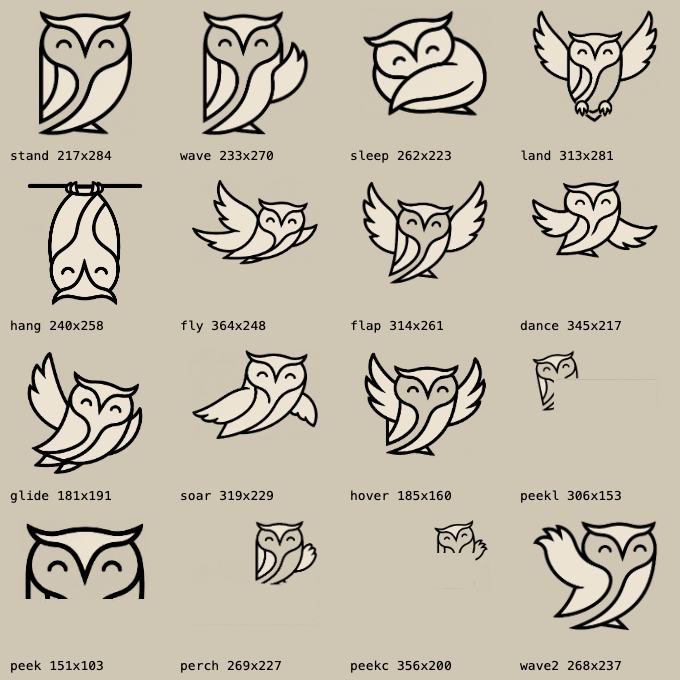 stand 217x284
wave 233x270
sleep 262x223
land 313x281
hang 240x258
fly 364x248
flap 314x261
dance 345x217
glide 181x191
soar 319x229
hover 185x160
peekl 306x153
peek 151x103
perch 269x227
peekc 356x200
wave2 268x237